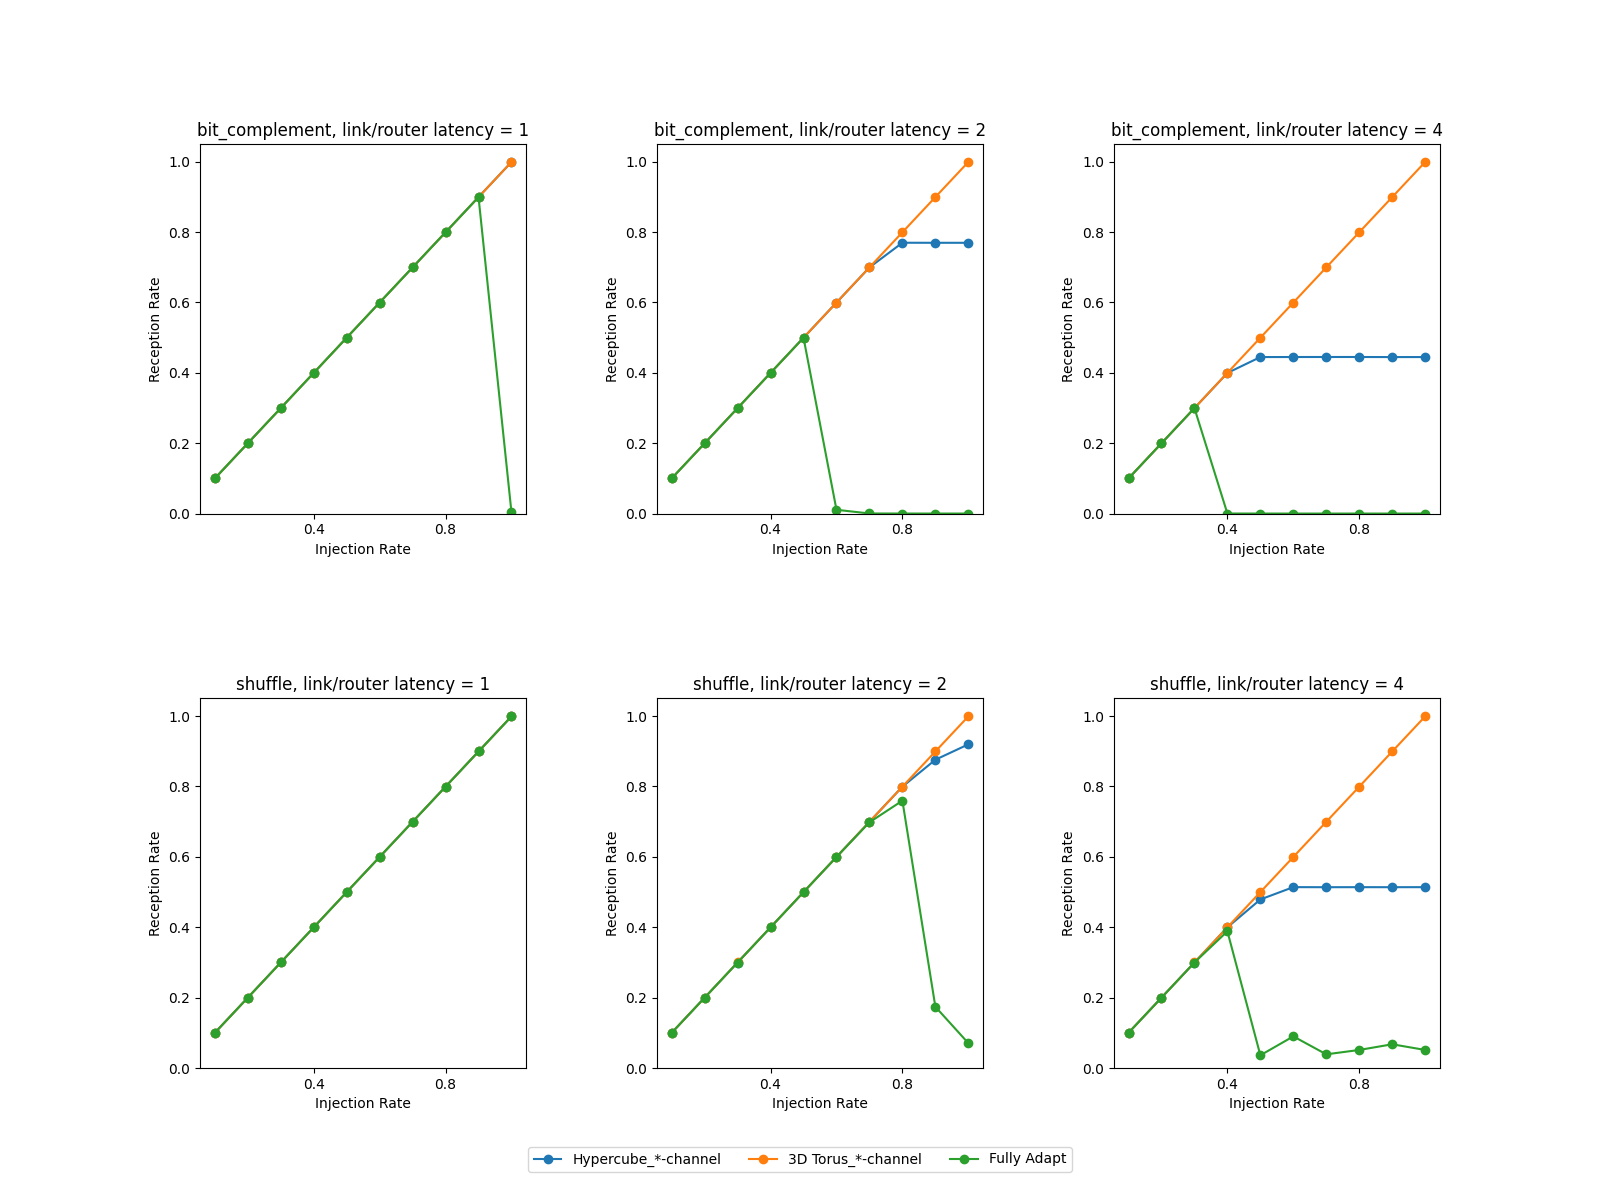 bit_complement, link/router latency = 1
bit_complement, link/router latency = 2
bit_complement, link/router latency = 4
1.0
0.8
0.6
0.4
0.2
0.0
Reception Rate
0.4 0.8
Injection Rate
1.0
0.8
0.6
0.4
0.2
0.0
Reception Rate
0.4 0.8
Injection Rate
1.0
0.8
0.6
0.4
0.2
0.0
Reception Rate
0.4 0.8
Injection Rate
shuffle, link/router latency = 1
shuffle, link/router latency = 2
shuffle, link/router latency = 4
1.0
0.8
0.6
0.4
0.2
0.0
Reception Rate
0.4 0.8
Injection Rate
1.0
0.8
0.6
0.4
0.2
0.0
Reception Rate
0.4 0.8
Injection Rate
1.0
0.8
0.6
0.4
0.2
0.0
Reception Rate
0.4 0.8
Injection Rate
Hypercube_*-channel 3D Torus_*-channel Fully Adapt